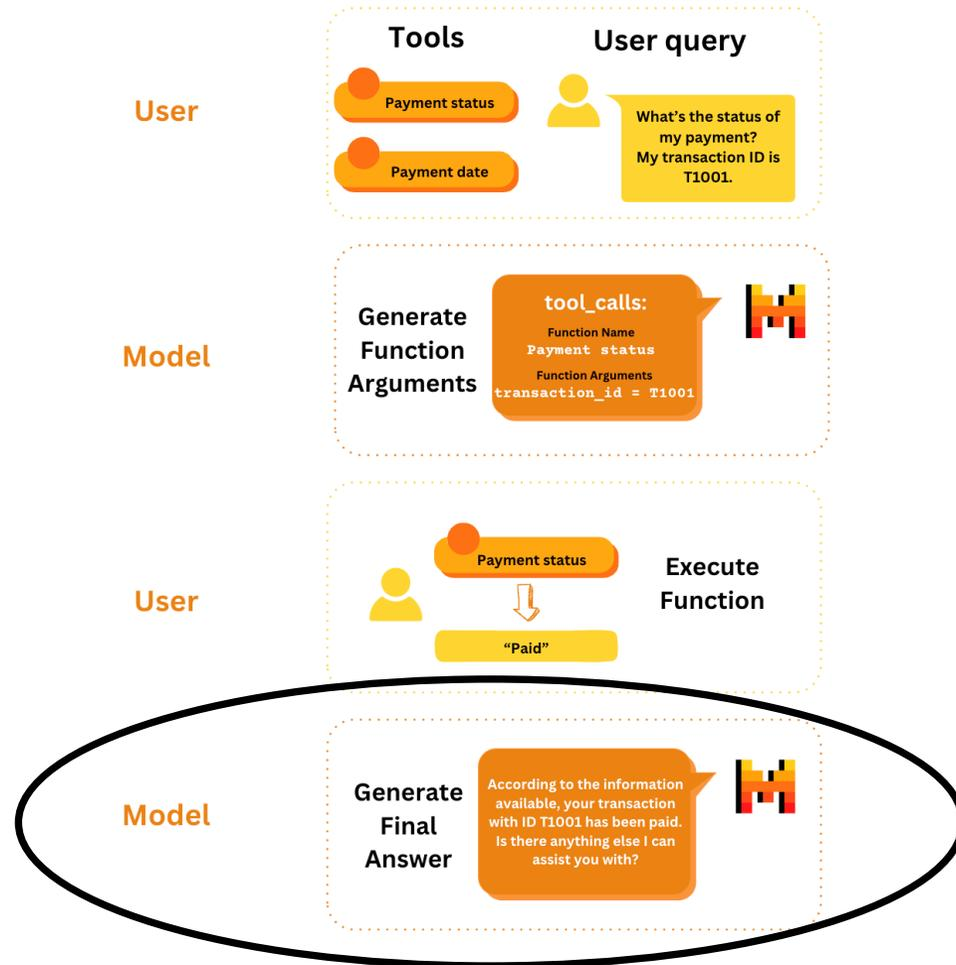 Tools
User query
User
Payment status
Payment date
What's the status of
my payment?
My transaction ID is
T1001.
Model
Generate
Function
Arguments
tool_calls:
Function Name
Payment status
Function Arguments
transaction_id = T1001
User
Payment status
“Paid”
Execute
Function
Model
Generate
Final
Answer
According to the information
available, your transaction
with ID T1001 has been paid.
Is there anything else I can
assist you with?